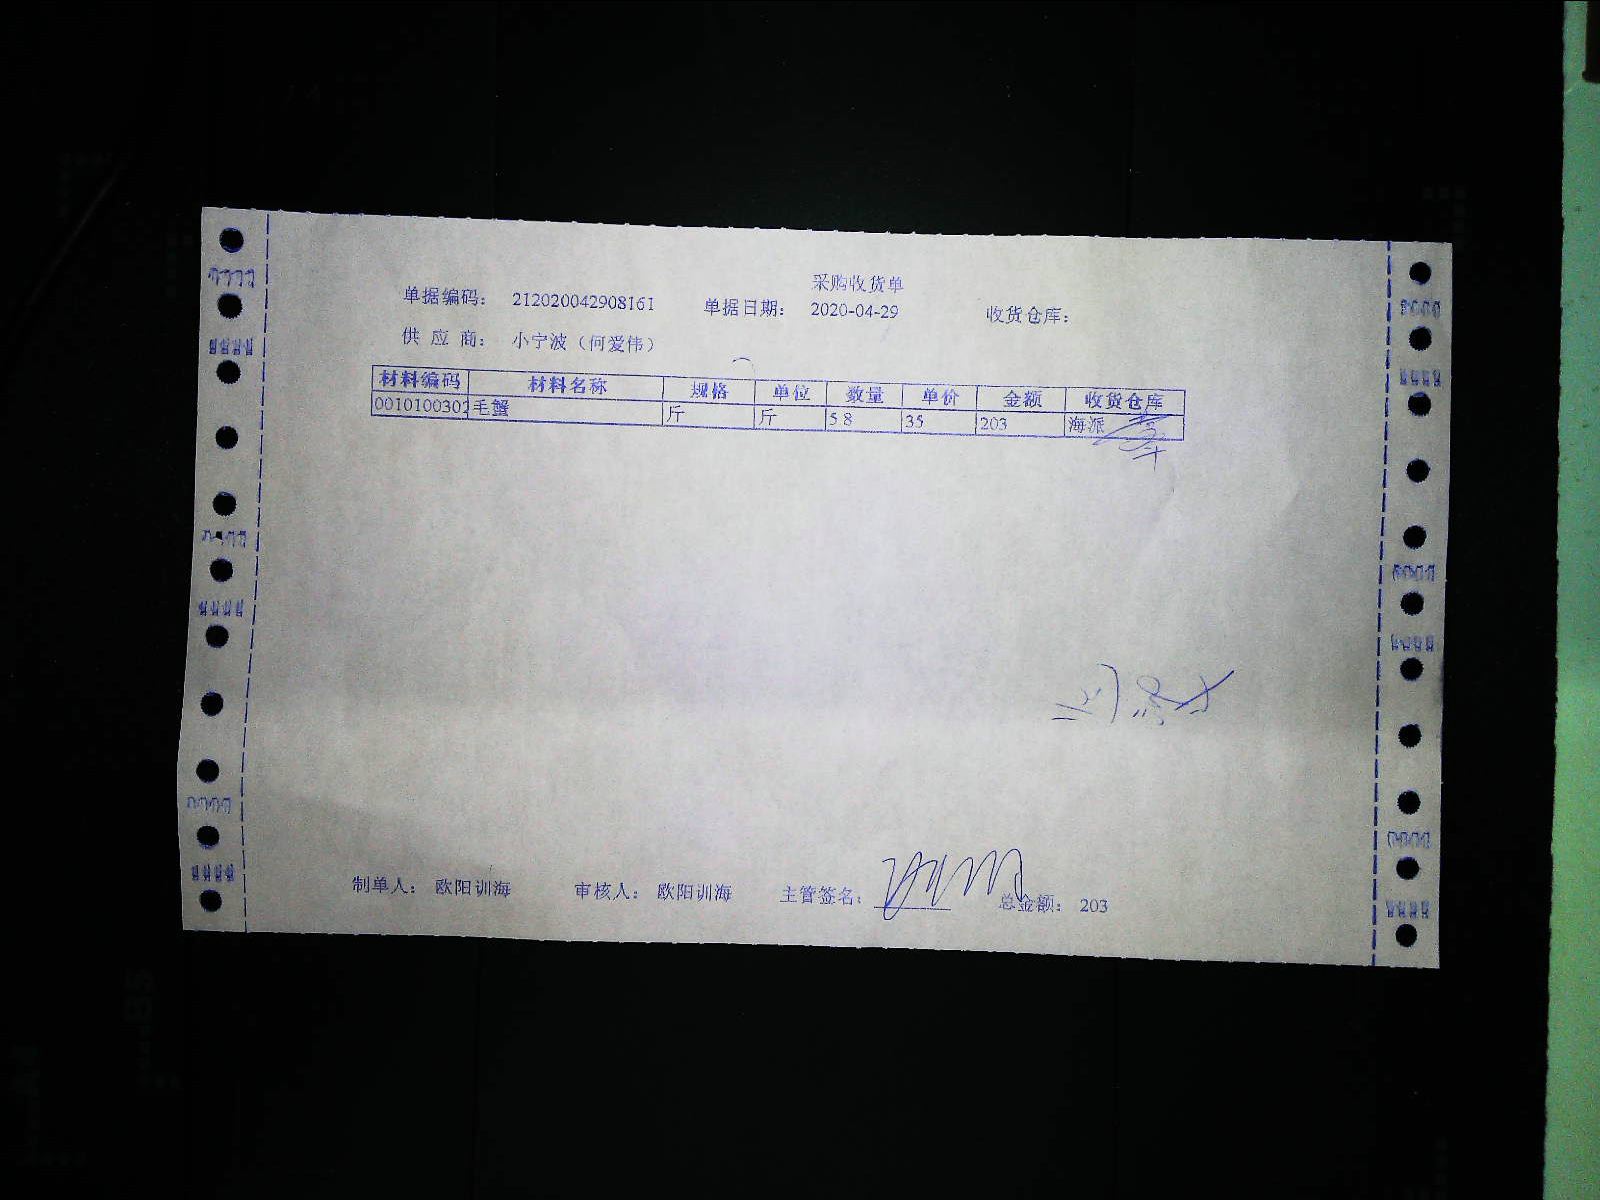 采购收货单
单据编码： 212020042908161 单据日期： 2020-04-29 收货仓库：
供 应 商： 小宁波（何爱伟）
材料编码 材料名称 规格 单位 数量 单价 金额 收货仓库
0010100302 毛蟹 斤 斤 5 8 35 203 海派
制单人： 欧阳训海 审核人： 欧阳训海 主管签名： 总金额： 203